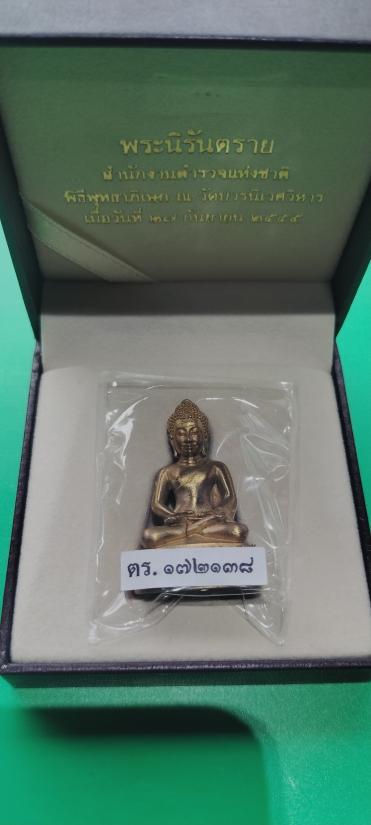 พระนิรันตราย
สำนักงานตำรวจแห่งชาติ
พิธีพุทธาภิเษก ณ วัดบวรนิเวศวิหาร
เมื่อวันที่ กันยายน ๒๕๔๕
ตร. ๑๗๒๑๓๘